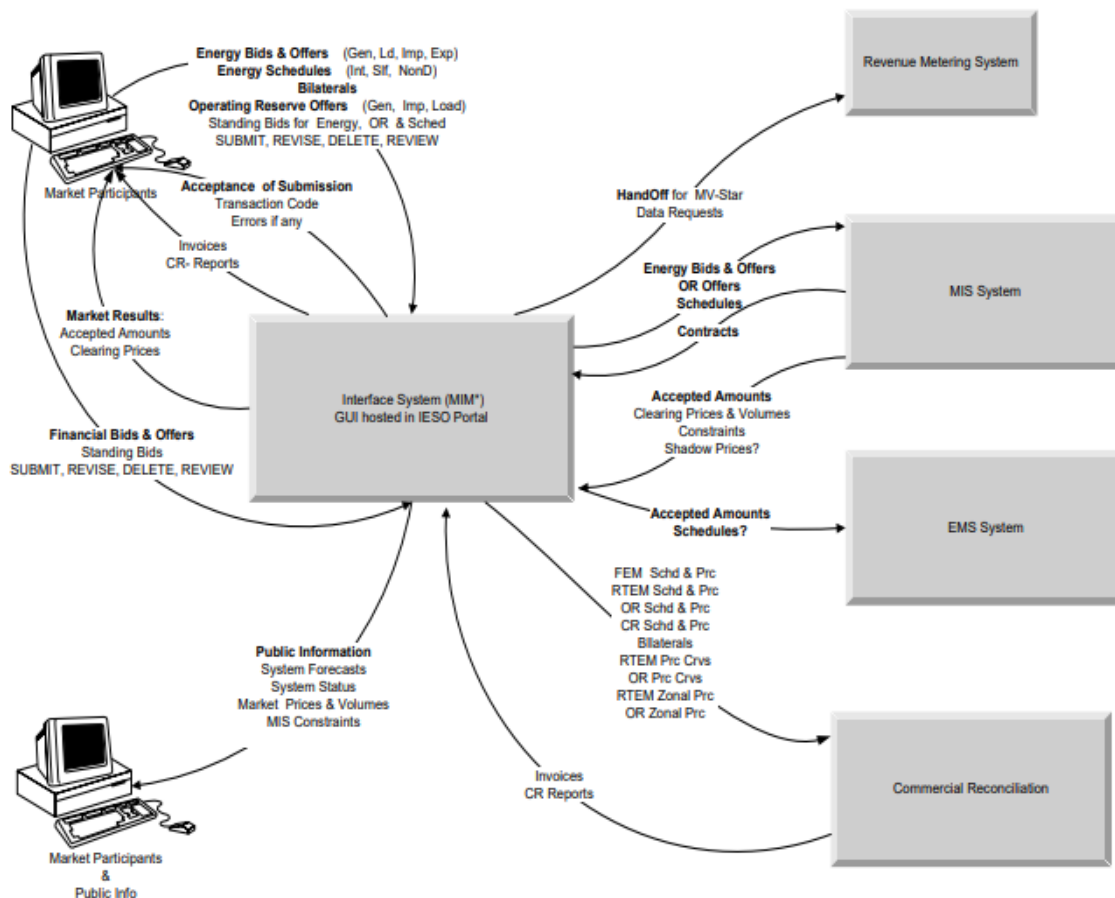 Energy Bids & Offers (Gen, Ld, Imp, Exp)
Energy Schedules (Int, Slf, NonD)
Bilaterals
Operating Reserve Offers (Gen, Imp, Load)
Standing Bids for Energy, OR & Sched
SUBMIT, REVISE, DELETE, REVIEW
Market Participants
Acceptance of Submission
Transaction Code
Errors if any
Invoices
CR- Reports
Market Results:
Accepted Amounts
Clearing Prices
Financial Bids & Offers
Standing Bids
SUBMIT, REVISE, DELETE, REVIEW
Interface System (MIM*)
GUI hosted in IESO Portal
Revenue Metering System
HandOff for MV-Star
Data Requests
Energy Bids & Offers
OR Offers
Schedules
Contracts
MIS System
Accepted Amounts
Clearing Prices & Volumes
Constraints
Shadow Prices?
Accepted Amounts
Schedules?
EMS System
FEM Schd & Prc
RTEM Schd & Prc
OR Schd & Prc
CR Schd & Prc
Bilaterals
RTEM Prc Crvs
OR Prc Crvs
RTEM Zonal Prc
OR Zonal Prc
Public Information
System Forecasts
System Status
Market Prices & Volumes
MIS Constraints
Invoices
CR Reports
Commercial Reconciliation
Market Participants
&
Public Info